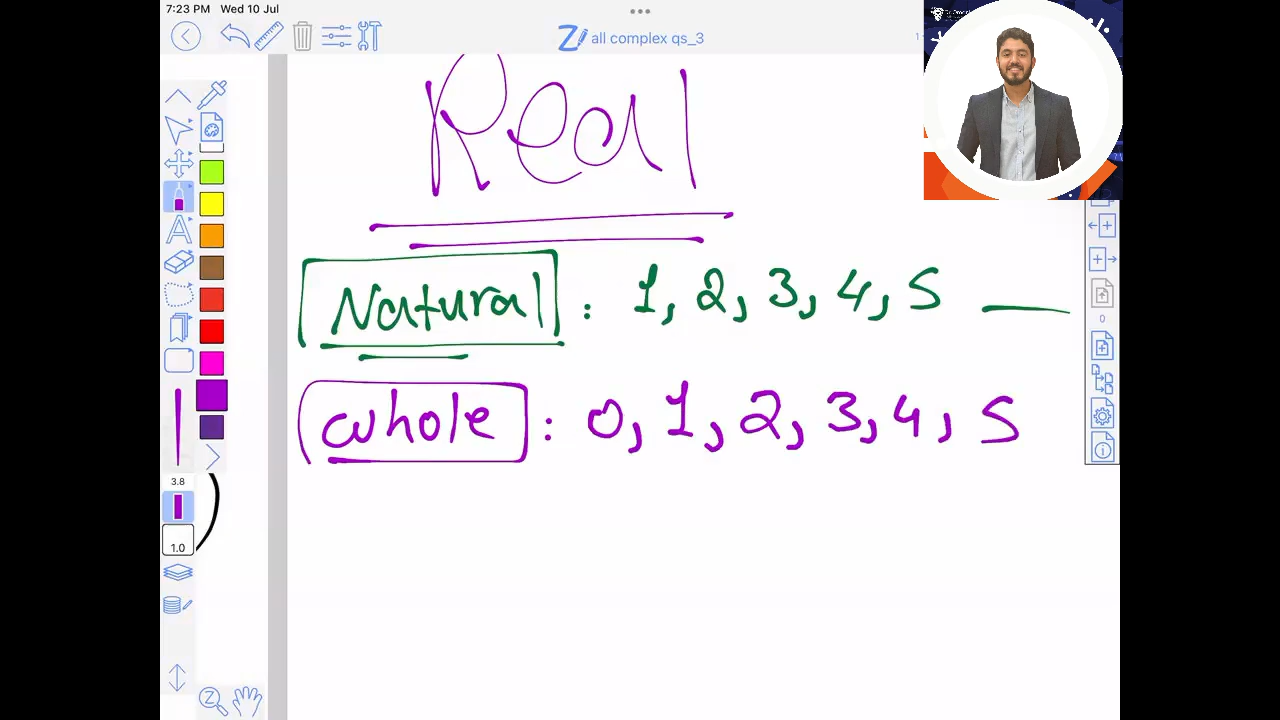 7:23 PM Wed 10 Jul
all complex qs_3
Real
Natural : 1, 2, 3, 4, 5
whole : 0, 1, 2, 3, 4, 5
3.8
1.0
0